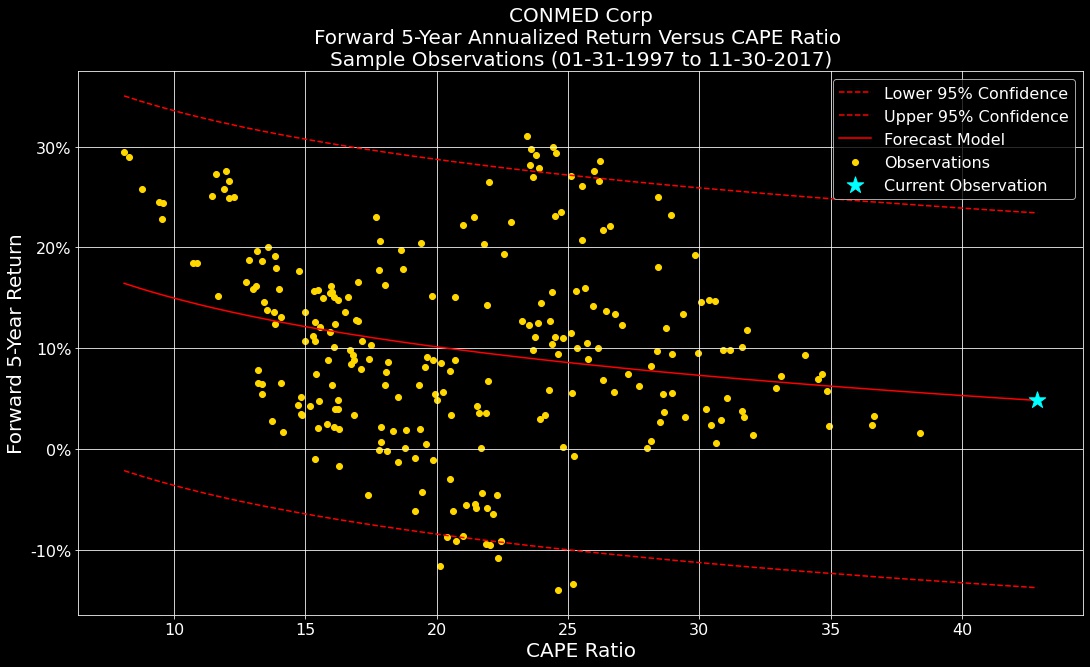 CONMED Corp
Forward 5-Year Annualized Return Versus CAPE Ratio
Sample Observations (01-31-1997 to 11-30-2017)
Lower 95% Confidence
Upper 95% Confidence
Forecast Model
Observations
Current Observation
Forward 5-Year Return
30%
20%
10%
0%
-10%
10 15 20 25 30 35 40
CAPE Ratio